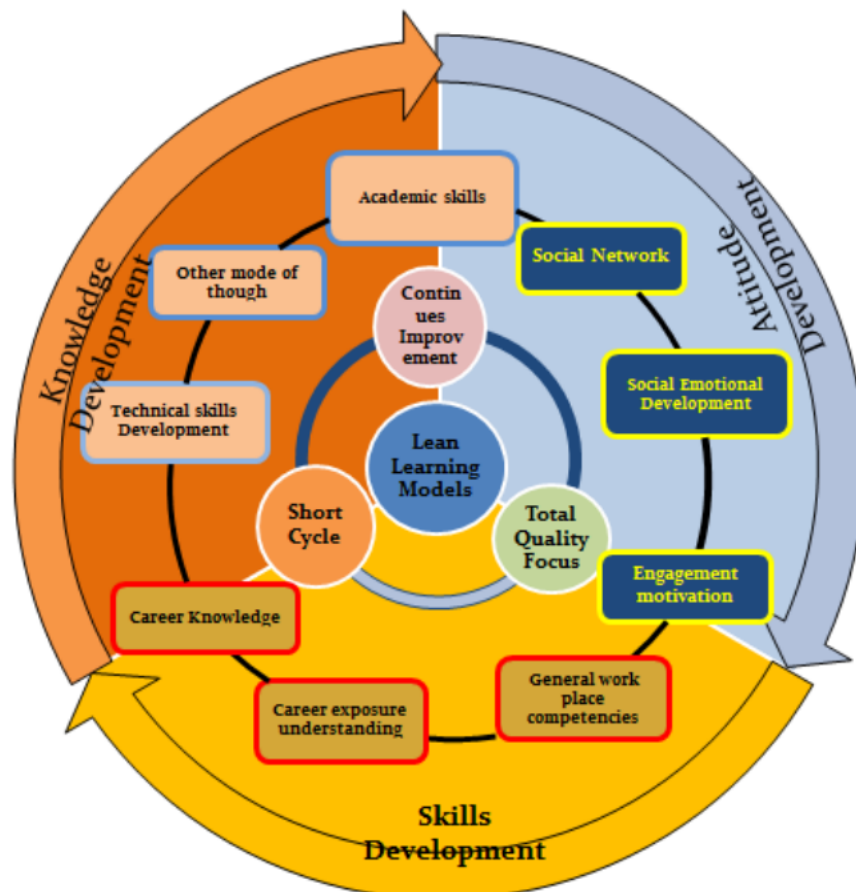 Knowledge
Development
Attitude
Development
Academic skills
Other mode of
though
Technical skills
Development
Social Network
Social Emotional
Development
Engagement
motivation
Contin
ues
Improv
ement
Lean
Learning
Models
Short
Cycle
Total
Quality
Focus
Career Knowledge
Career exposure
understanding
General work
place
competencies
Skills
Development